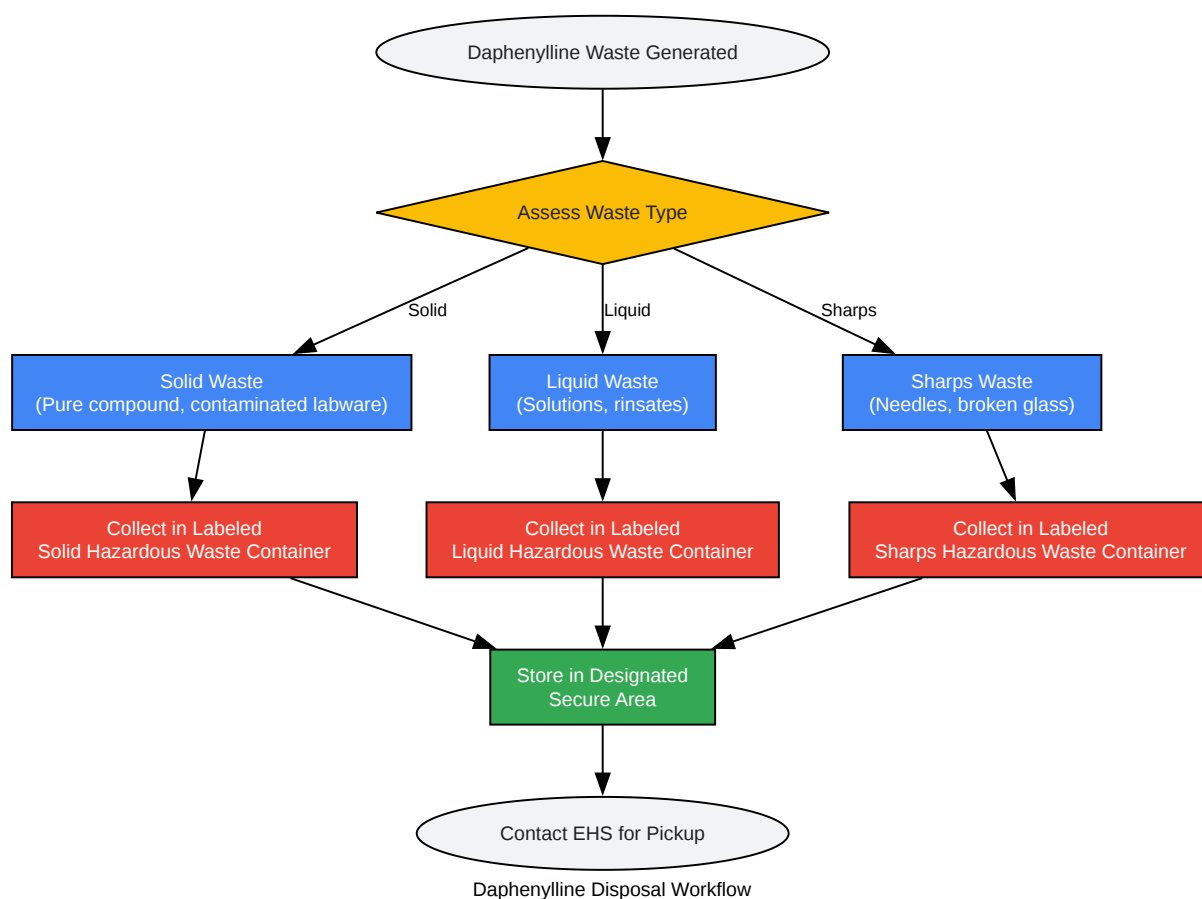 Daphenylline Waste Generated
Assess Waste Type
Solid
Liquid
Sharps
Solid Waste
(Pure compound, contaminated labware)
Liquid Waste
(Solutions, rinsates)
Sharps Waste
(Needles, broken glass)
Collect in Labeled
Solid Hazardous Waste Container
Collect in Labeled
Liquid Hazardous Waste Container
Collect in Labeled
Sharps Hazardous Waste Container
Store in Designated
Secure Area
Contact EHS for Pickup
Daphenylline Disposal Workflow